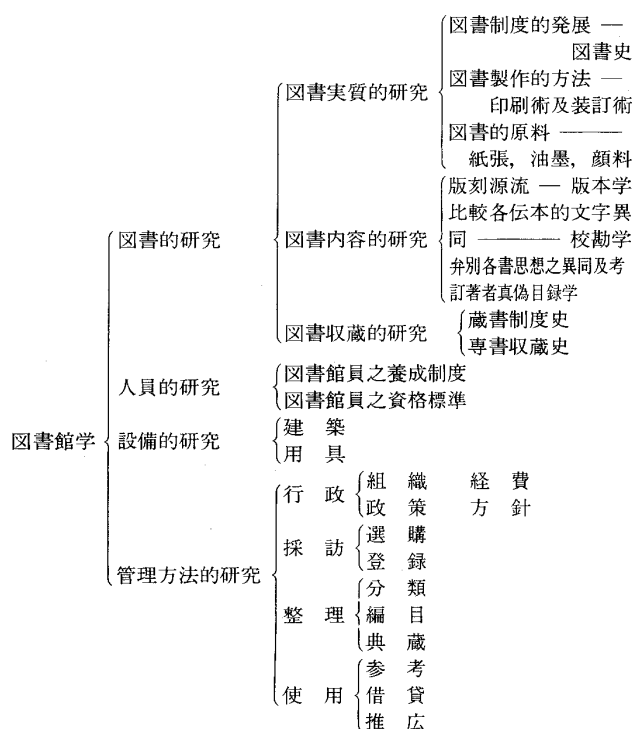 図書制度的発展 —
図書史
図書実質的研究
図書製作的方法 —
印刷術及装訂術
図書的原料 ———
紙張，油墨，顔料
版刻源流 — 版本学
比較各伝本的文字異
図書的研究
図書内容的研究
同 ——— 校勘学
弁別各書思想之異同及考
訂著者真偽目録学
図書収蔵的研究
蔵書制度史
専書収蔵史
人員的研究
図書館員之養成制度
図書館員之資格標準
図書館学
設備的研究
建築
用具
行政
組織 経費
政策 方針
採訪
選購
登録
管理方法的研究
整理
分類
編目
典蔵
使用
参考
借貸
推広